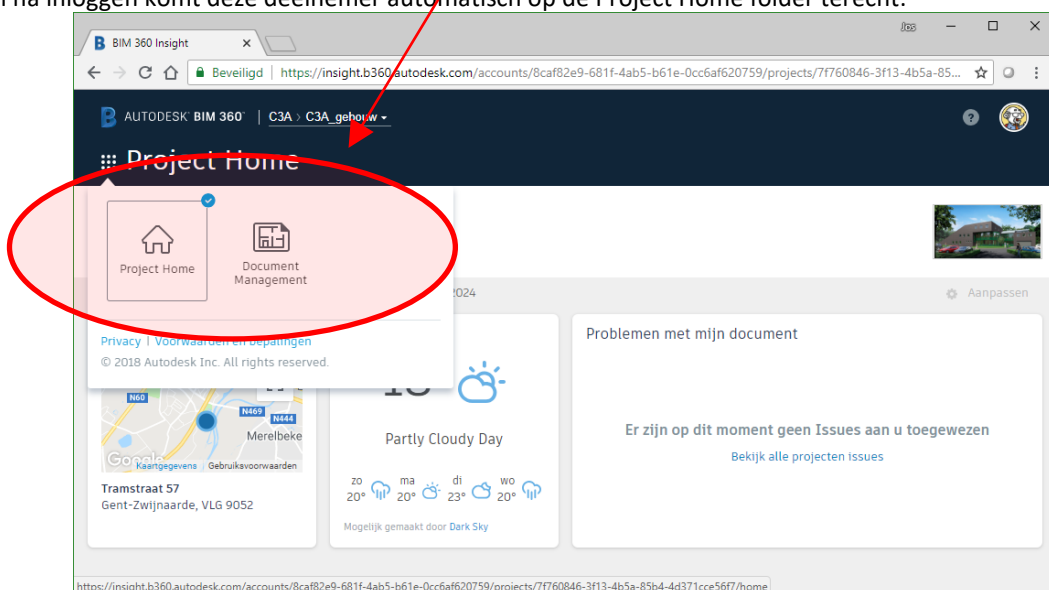 na inloggen komt deze deelnemer automatisch op de Project Home folder terecht:
Jos
BIM 360 Insight
Beveiligd | https://insight.b360.autodesk.com/accounts/8caf82e9-681f-4ab5-b61e-0cc6af620759/projects/7f760846-3f13-4b5a-85...
AUTODESK® BIM 360™ | C3A > C3A_gebouw
Project Home
Project Home
Document
Management
2024
Aanpassen
Privacy | Voorwaarden en bepalingen
© 2018 Autodesk Inc. All rights reserved.
Problemen met mijn document
N60
N469
N444
Merelbeke
Google
Kaartgegevens
Gebruiksvoorwaarden
Tramstraat 57
Gent-Zwijnaarde, VLG 9052
Partly Cloudy Day
zo ma di wo
20° 20° 23° 20°
Mogelijk gemaakt door Dark Sky
Er zijn op dit moment geen Issues aan u toegewezen
Bekijk alle projecten issues
https://insight.b360.autodesk.com/accounts/8caf82e9-681f-4ab5-b61e-0cc6af620759/projects/7f760846-3f13-4b5a-85b4-4d371cce56f7/home